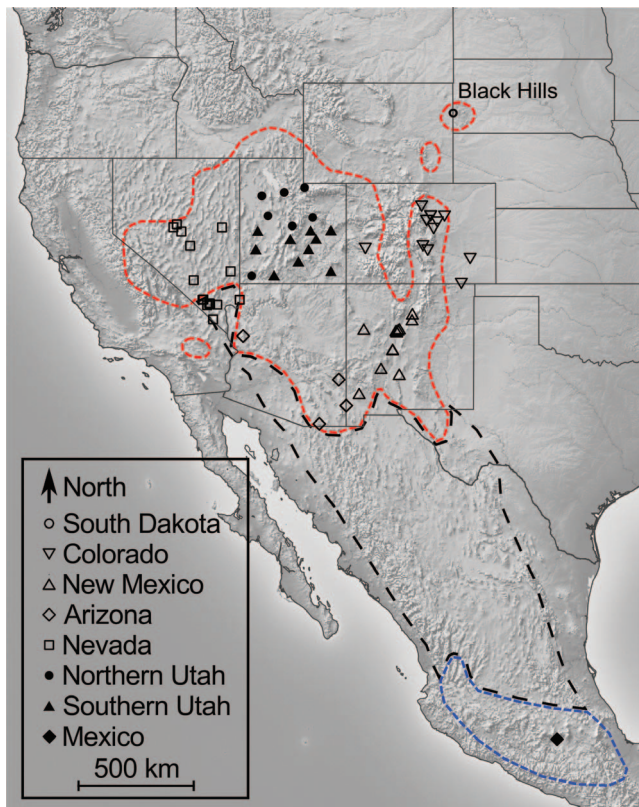 Black Hills
North
South Dakota
Colorado
New Mexico
Arizona
Nevada
Northern Utah
Southern Utah
Mexico
500 km